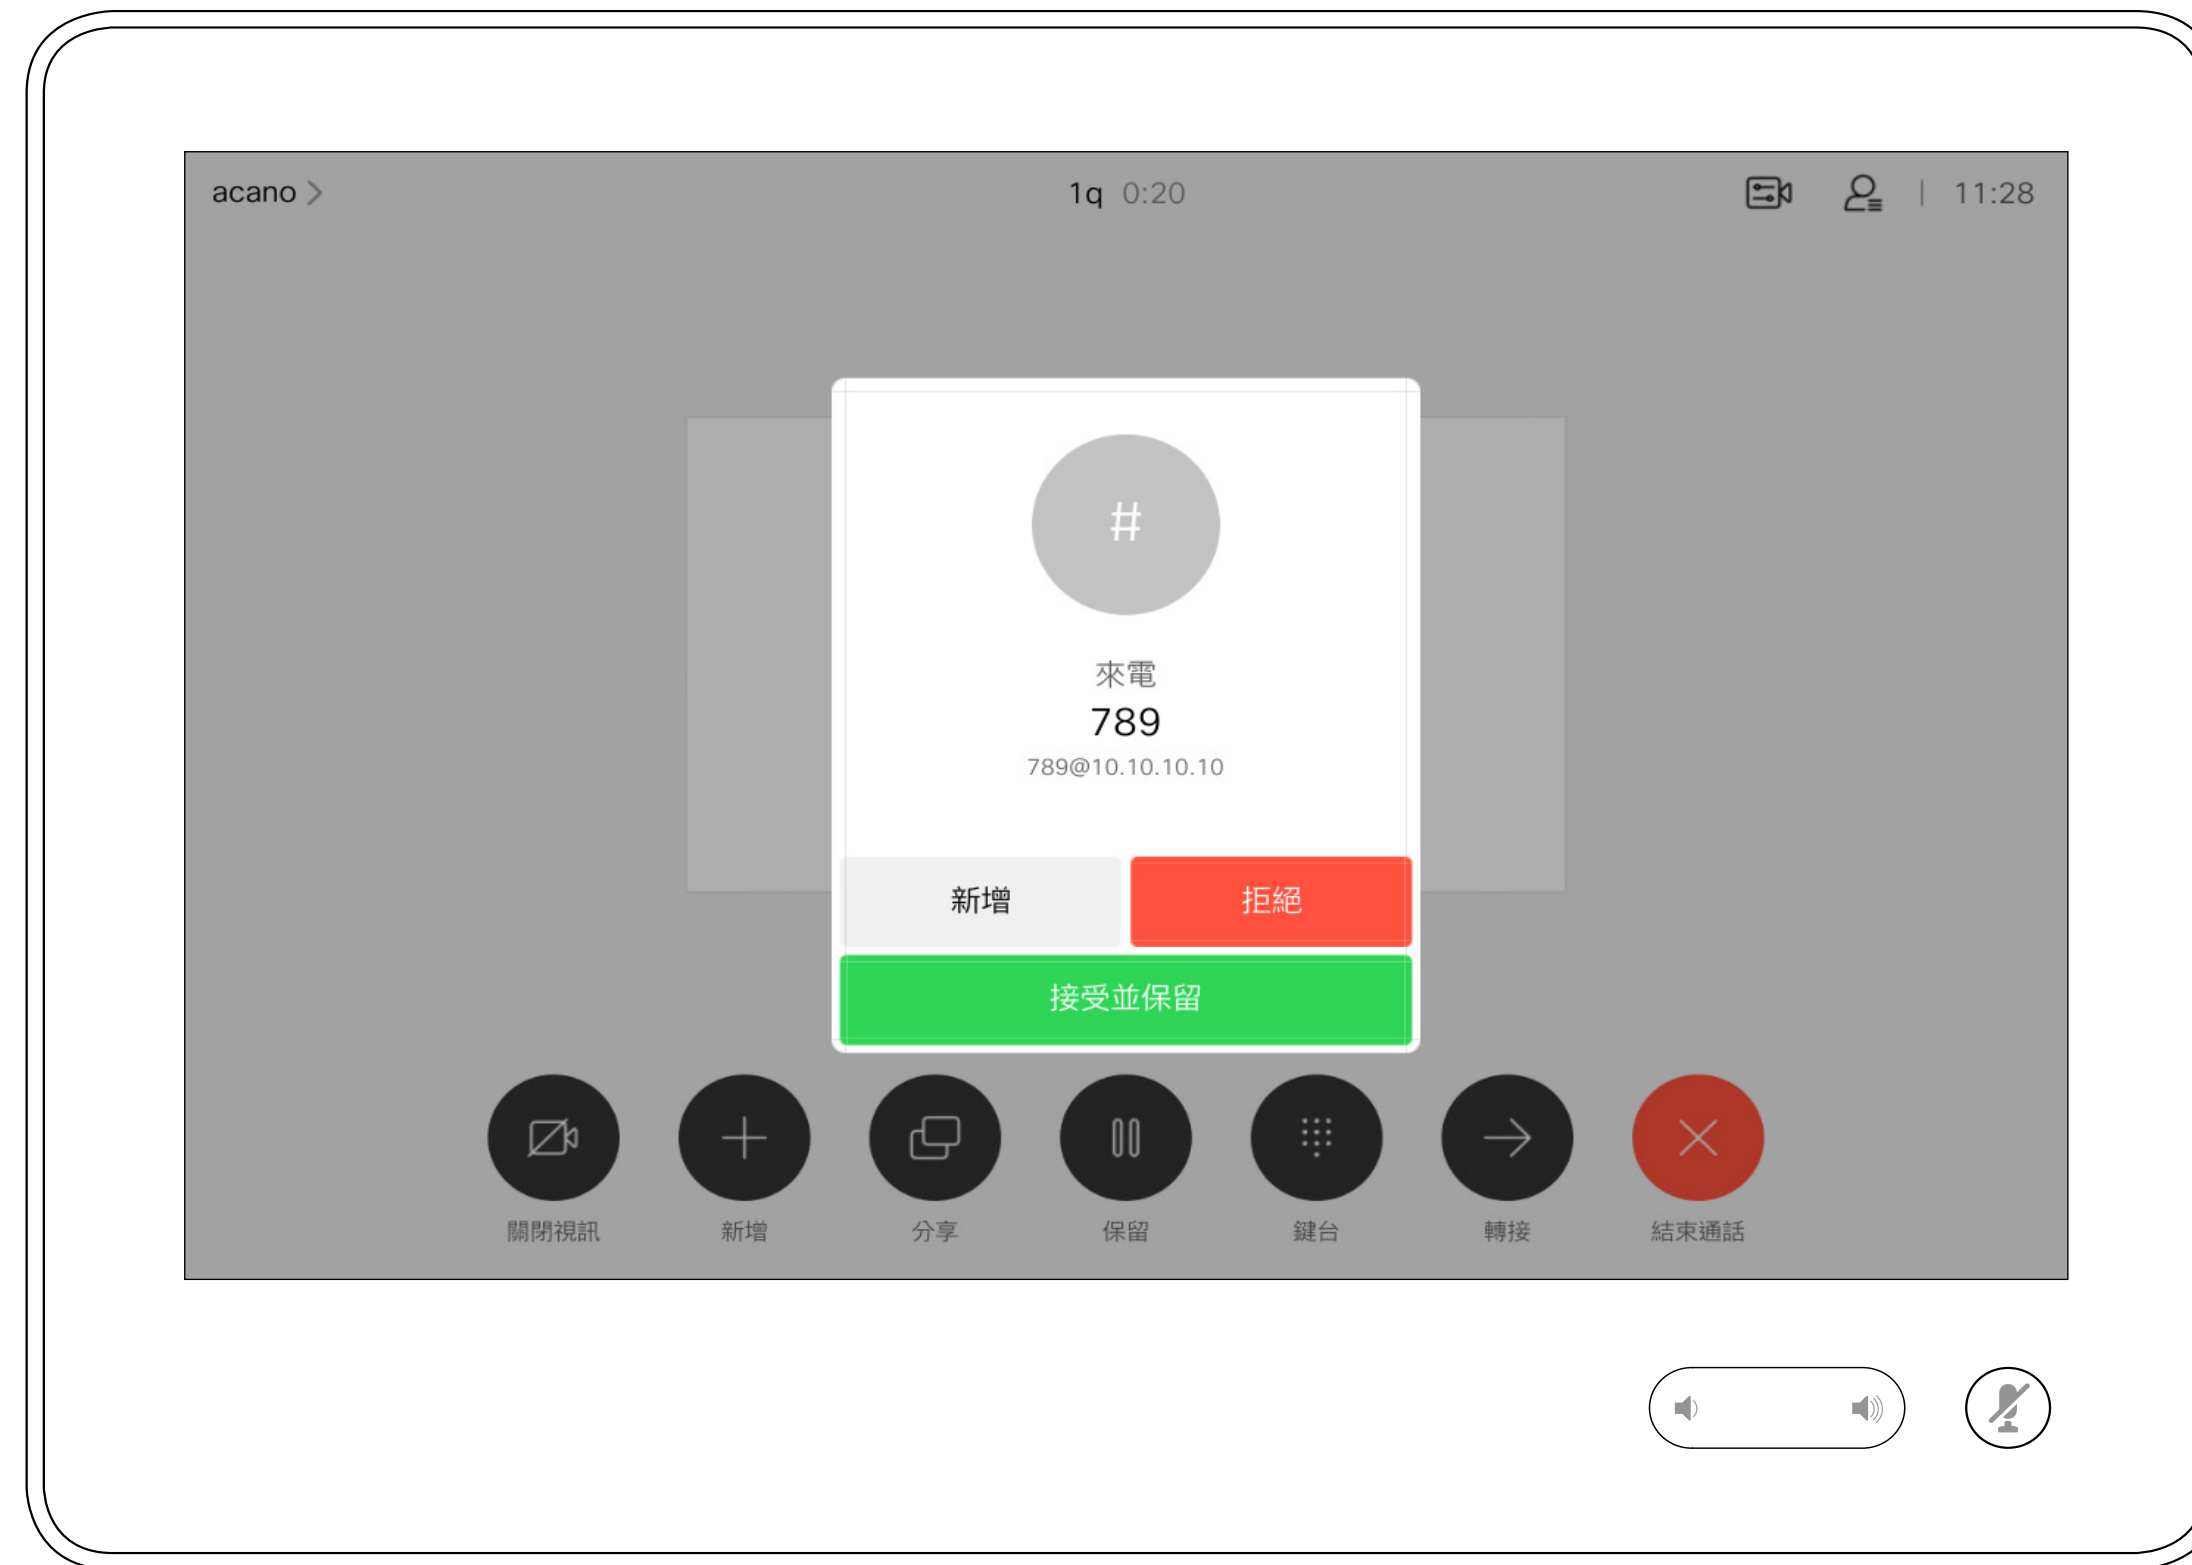 acano
1q 0:20
11:28
#
來電
789
789@10.10.10.10
新增
拒絕
接受並保留
關閉視訊
新增
分享
保留
鍵台
轉接
結束通話